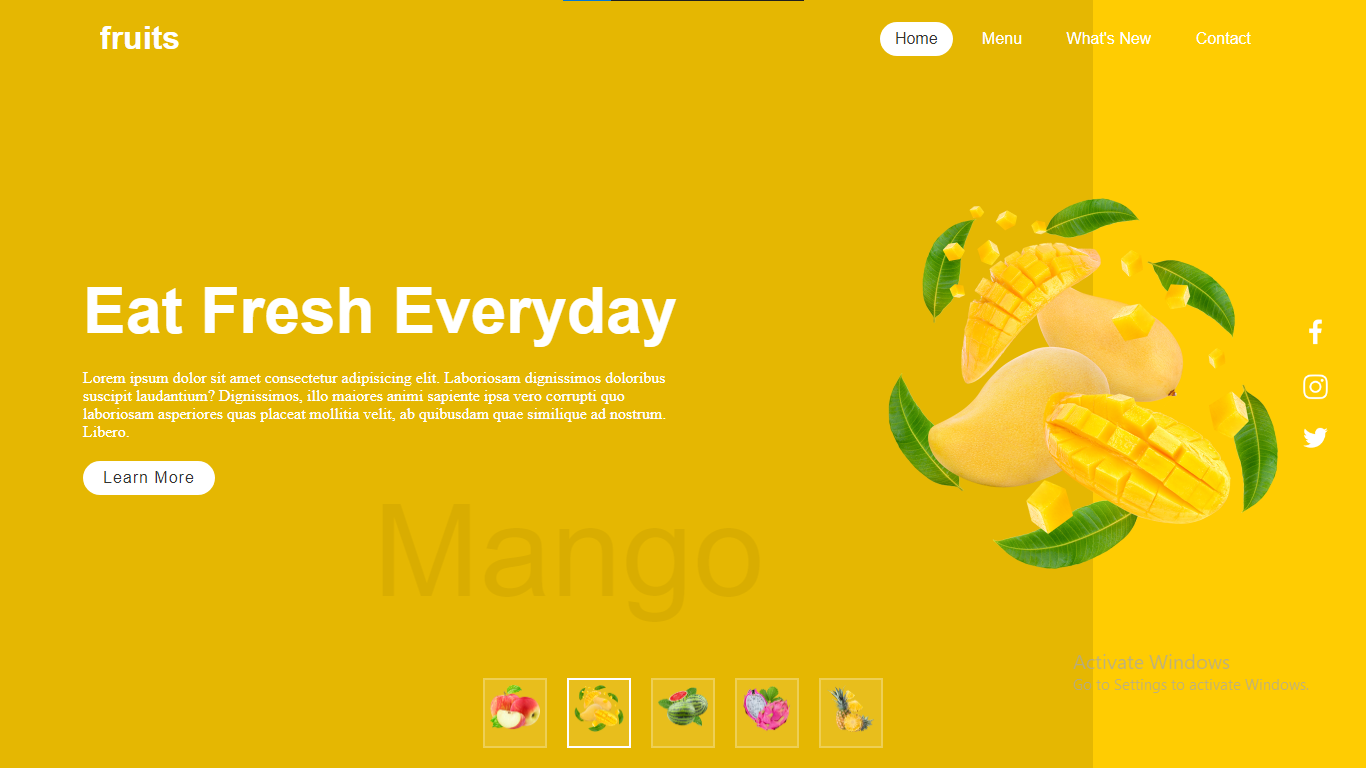 fruits
Home
Menu
What's New
Contact
Eat Fresh Everyday
Lorem ipsum dolor sit amet consectetur adipisicing elit. Laboriosam dignissimos doloribus
suscipit laudantium? Dignissimos, illo maiores animi sapiente ipsa vero corrupti quo
laboriosam asperiores quas placeat mollitia velit, ab quibusdam quae similique ad nostrum.
Libero.
Learn More
Mango
Activate Windows
Go to Settings to activate Windows.